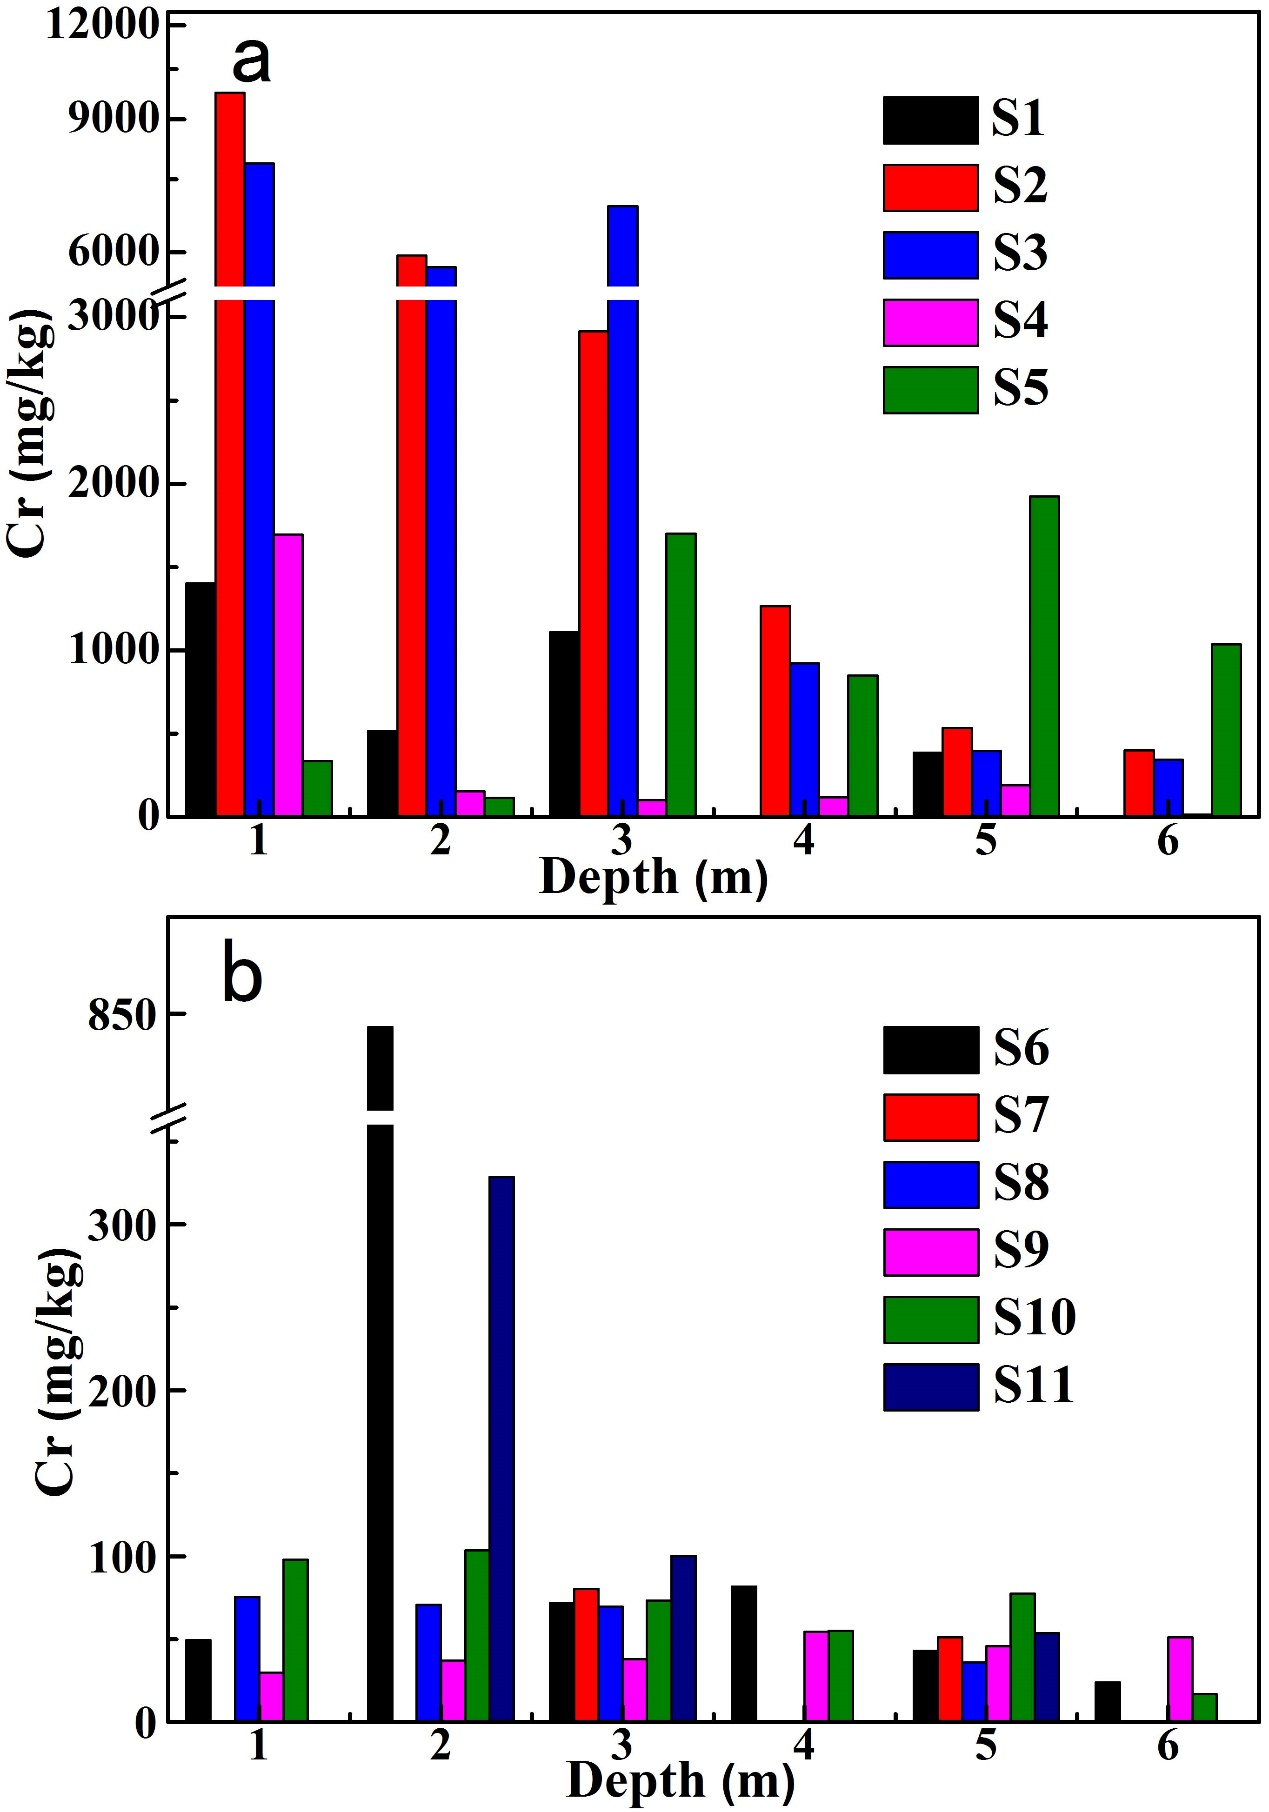 a
12000
9000
6000
3000
2000
1000
0
Cr (mg/kg)
S1
S2
S3
S4
S5
1 2 3 4 5 6
Depth (m)
b
850
300
200
100
0
Cr (mg/kg)
S6
S7
S8
S9
S10
S11
1 2 3 4 5 6
Depth (m)